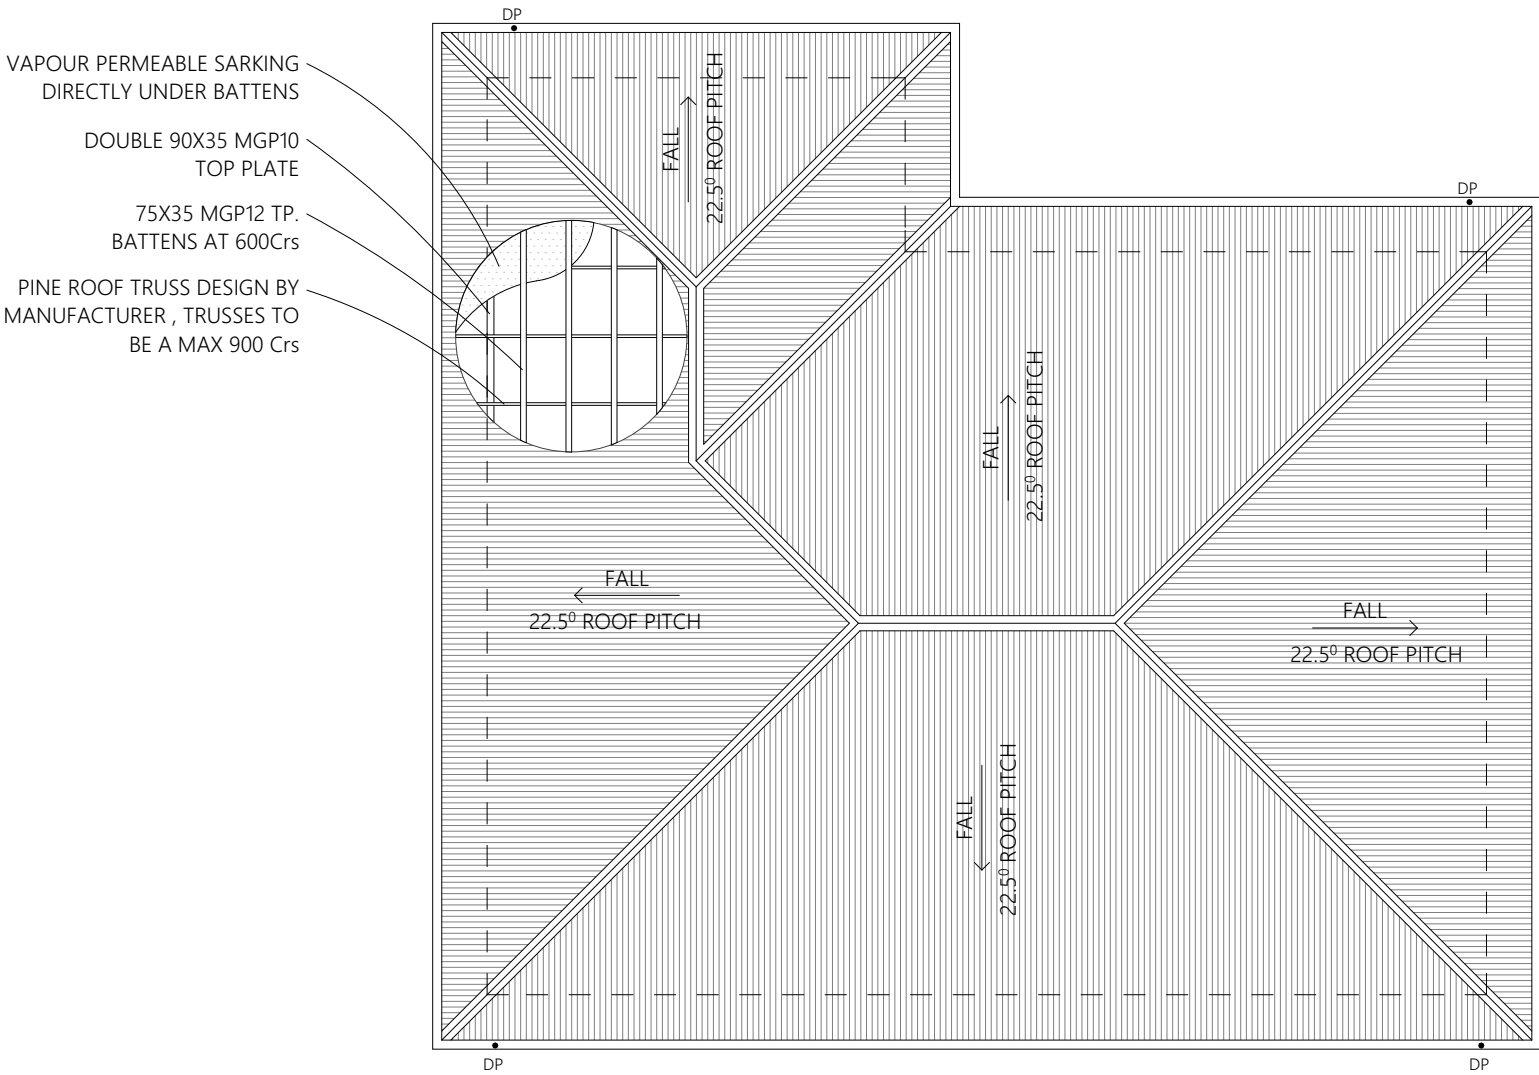 DP
VAPOUR PERMEABLE SARKING
DIRECTLY UNDER BATTENS
DOUBLE 90X35 MGP10
TOP PLATE
75X35 MGP12 TP.
BATTENS AT 600Crs
PINE ROOF TRUSS DESIGN BY
MANUFACTURER , TRUSSES TO
BE A MAX 900 Crs
FALL
22.5⁰ ROOF PITCH
DP
FALL
22.5⁰ ROOF PITCH
FALL
22.5⁰ ROOF PITCH
FALL
22.5⁰ ROOF PITCH
FALL
22.5⁰ ROOF PITCH
DP
DP